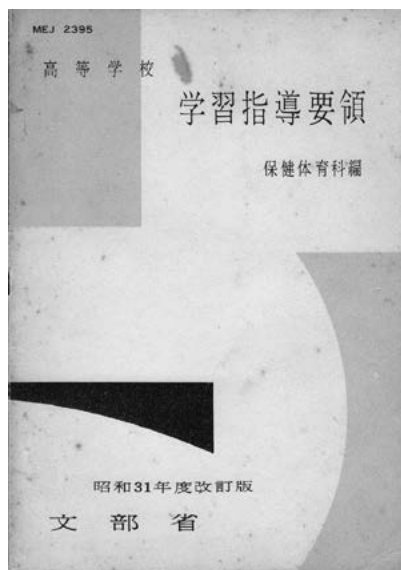 MEJ 2395
高等学校
学習指導要領
保健体育科編
昭和31年度改訂版
文部省